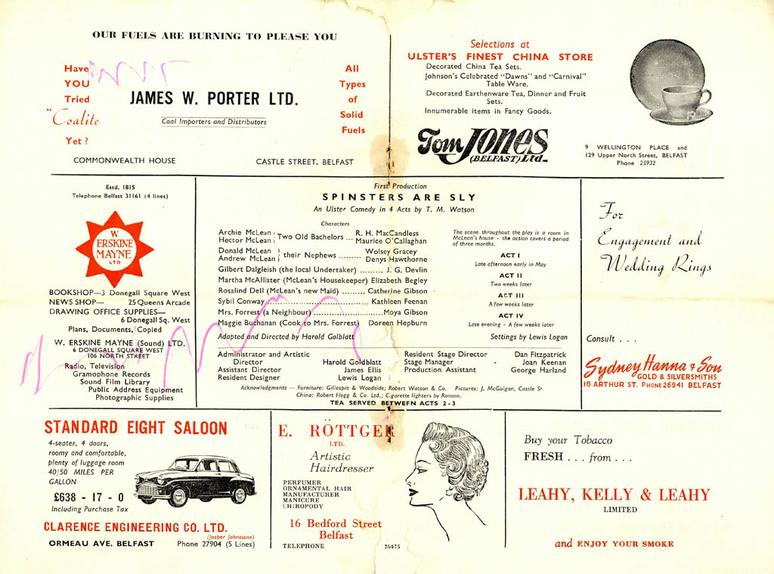 OUR FUELS ARE BURNING TO PLEASE YOU
Have
YOU
Tried
"Coalite
Yet?
JAMES W. PORTER LTD.
Coal Importers and Distributors
All
Types
of
Solid
Fuels
COMMONWEALTH HOUSE
CASTLE STREET, BELFAST
Selections at
ULSTER'S FINEST CHINA STORE
Decorated China Tea Sets.
Johnson's Celebrated "Dawns" and "Carnival"
Table Ware.
Decorated Earthenware Tea, Dinner and Fruit
Sets.
Innumerable items in Fancy Goods.
Tom JONES
(BELFAST) Ltd.
9 WELLINGTON PLACE and
129 Upper North Street, BELFAST
Phone 25932
Estd. 1815
Telephone Belfast 31161 (4 lines)
W
ERSKINE
MAYNE
LTD
BOOKSHOP—3 Donegall Square West
NEWS SHOP— 25 Queens Arcade
DRAWING OFFICE SUPPLIES—
6 Donegall Sq. West
Plans, Documents, Copied
W. ERSKINE MAYNE (Sound) LTD.
6 DONEGALL SQUARE WEST
106 NORTH STREET
Radio, Television
Gramophone Records
Sound Film Library
Public Address Equipment
Photographic Supplies
First Production
SPINSTERS ARE SLY
An Ulster Comedy in 4 Acts by T. M. Watson
Characters
Archie McLean
Hector McLean
Two Old Bachelors ...
R. H. MacCandless
Maurice O'Callaghan
Donald McLean
Andrew McLean
their Nephews ..........
Wolsey Gracey
Denys Hawthorne
Gilbert Dalgleish (the local Undertaker) ......... J. G. Devlin
Martha McAllister (McLean's Housekeeper) Elizabeth Begley
Rosalind Dell (McLean's new Maid) ........ Catherine Gibson
Sybil Conway ........ Kathleen Feenan
Mrs. Forrest (a Neighbour) ........ Moya Gibson
Maggie Buchanan (Cook to Mrs. Forrest) Doreen Hepburn
Adapted and Directed by Harold Goldblatt
The scene throughout the play is a room in
McLean's house - the action covers a period
of three months.
ACT I
Late afternoon early in May
ACT II
Two weeks later
ACT III
A few weeks later
ACT IV
Late evening - A few weeks later
Settings by Lewis Logan
Administrator and Artistic
Director Harold Goldblatt
Assistant Director James Ellis
Resident Designer Lewis Logan
Resident Stage Director Dan Fitzpatrick
Stage Manager - Joan Keenan
Production Assistant George Harland
Acknowledgments — Furniture: Gillespie & Woodside; Robert Watson & Co. Pictures: J. McGuigan, Castle St
China: Robert Hogg & Co. Ltd.; Cigarette lighters by Ronson.
TEA SERVED BETWEEN ACTS 2-3
For
Engagement and
Wedding Rings
Consult ...
Sydney Hanna & Son
GOLD & SILVERSMITHS
18 ARTHUR ST. PHONE 26941 BELFAST
STANDARD EIGHT SALOON
4-seater, 4 doors,
roomy and comfortable,
plenty of luggage room
40/50 MILES PER
GALLON
£638 - 17 - 0
Including Purchase Tax
CLARENCE ENGINEERING CO. LTD.
(Jasper Johnstone)
ORMEAU AVE. BELFAST Phone 27904 (5 Lines)
E. RÖTTGER
LTD.
Artistic
Hairdresser
PERFUMER
ORNAMENTAL HAIR
MANUFACTURER
MANICURE
CHIROPODY
16 Bedford Street
Belfast
TELEPHONE 26475
Buy your Tobacco
FRESH ... from ...
LEAHY, KELLY & LEAHY
LIMITED
and ENJOY YOUR SMOKE